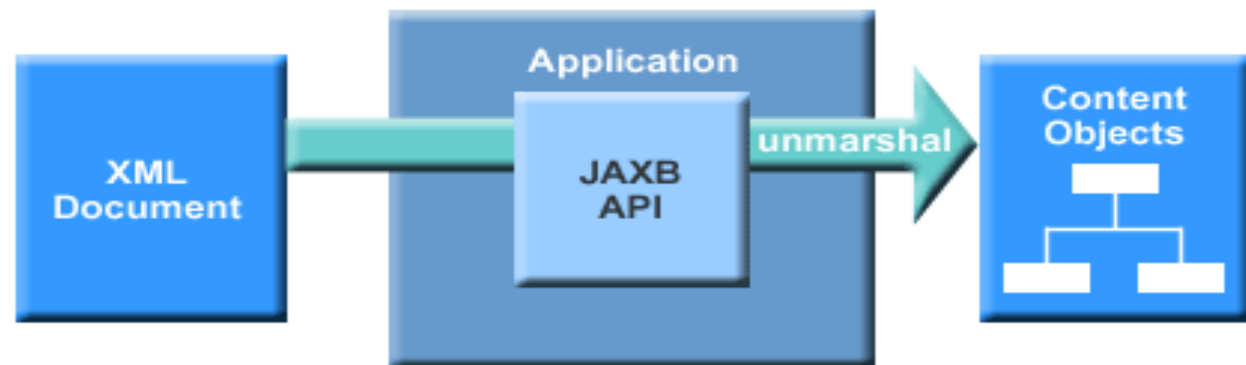 XML
Document
Application
JAXB
API
unmarshal
Content
Objects